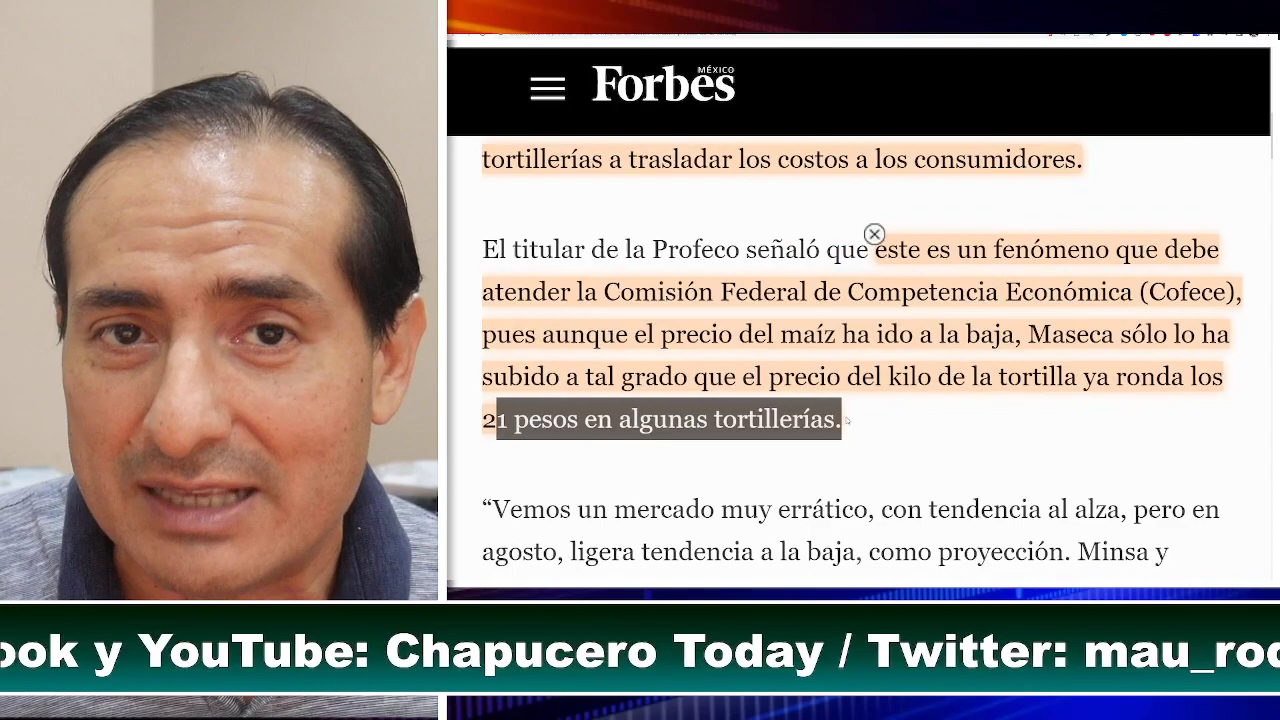 MÉXICO
Forbes
tortillerías a trasladar los costos a los consumidores.
El titular de la Profeco señaló que este es un fenómeno que debe
atender la Comisión Federal de Competencia Económica (Cofece),
pues aunque el precio del maíz ha ido a la baja, Maseca sólo lo ha
subido a tal grado que el precio del kilo de la tortilla ya ronda los
21 pesos en algunas tortillerías.
“Vemos un mercado muy errático, con tendencia al alza, pero en
agosto, ligera tendencia a la baja, como proyección. Minsa y
ook y YouTube: Chapucero Today / Twitter: mau_rod